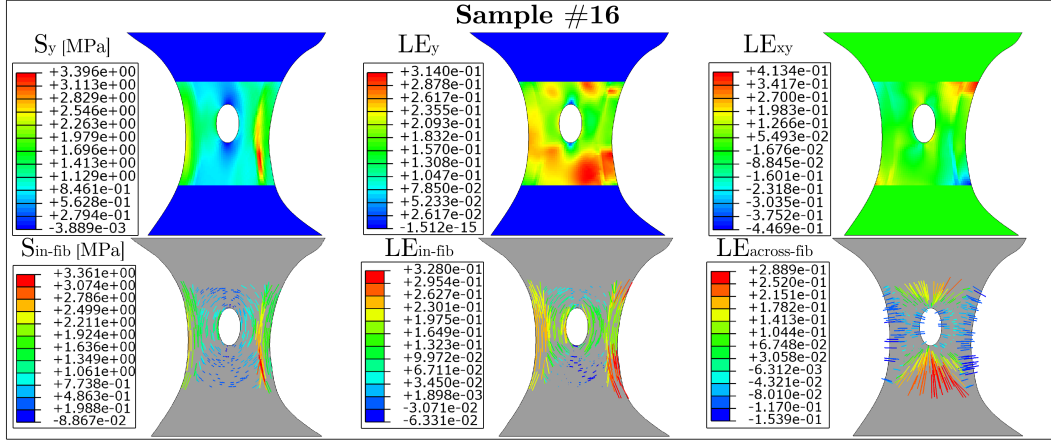 Sample #16
Sy [MPa]
+3.396e+00
+3.113e+00
+2.829e+00
+2.546e+00
+2.263e+00
+1.979e+00
+1.696e+00
+1.413e+00
+1.129e+00
+8.461e-01
+5.628e-01
+2.794e-01
-3.889e-03
LEy
+3.140e-01
+2.878e-01
+2.617e-01
+2.355e-01
+2.093e-01
+1.832e-01
+1.570e-01
+1.308e-01
+1.047e-01
+7.850e-02
+5.233e-02
+2.617e-02
-1.512e-15
LExy
+4.134e-01
+3.417e-01
+2.700e-01
+1.983e-01
+1.266e-01
+5.493e-02
-1.676e-02
-8.845e-02
-1.601e-01
-2.318e-01
-3.035e-01
-3.752e-01
-4.469e-01
Sin-fib [MPa]
+3.361e+00
+3.074e+00
+2.786e+00
+2.499e+00
+2.211e+00
+1.924e+00
+1.636e+00
+1.349e+00
+1.061e+00
+7.738e-01
+4.863e-01
+1.988e-01
-8.867e-02
LEin-fib
+3.280e-01
+2.954e-01
+2.627e-01
+2.301e-01
+1.975e-01
+1.649e-01
+1.323e-01
+9.972e-02
+6.711e-02
+3.450e-02
+1.898e-03
-3.071e-02
-6.331e-02
LEacross-fib
+2.889e-01
+2.520e-01
+2.151e-01
+1.782e-01
+1.413e-01
+1.044e-01
+6.748e-02
+3.058e-02
-6.312e-03
-4.321e-02
-8.010e-02
-1.170e-01
-1.539e-01